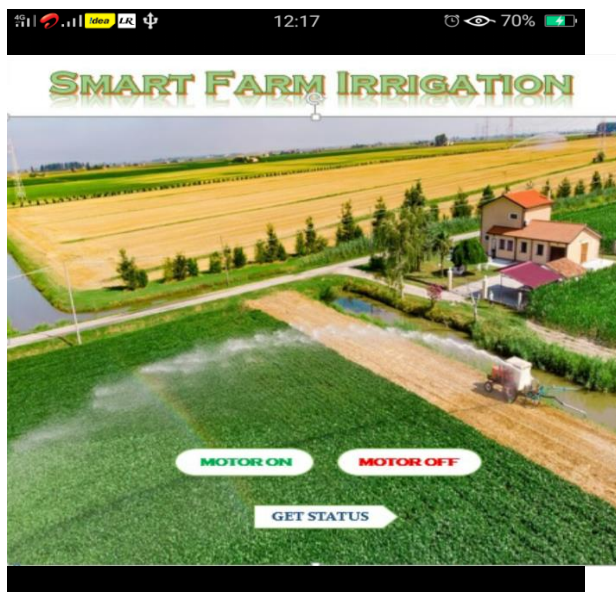 4G Idea LR 12:17 70%
SMART FARM IRRIGATION
MOTOR ON MOTOR OFF
GET STATUS